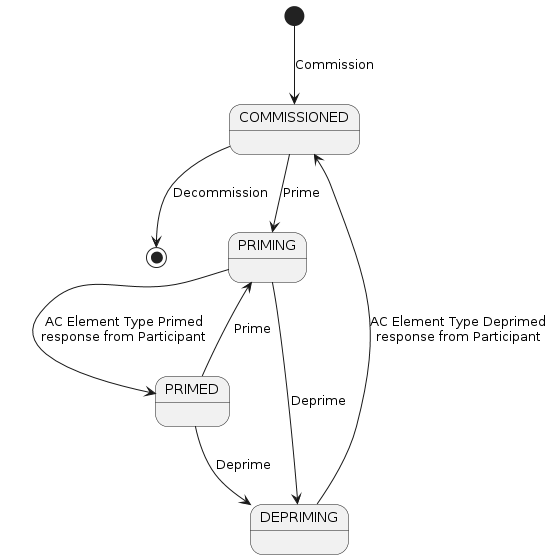 Commission
COMMISSIONED
Decommission
Prime
PRIMING
AC Element Type Primed
response from Participant
Prime
AC Element Type Deprimed
response from Participant
PRIMED
Deprime
Deprime
DEPRIMING